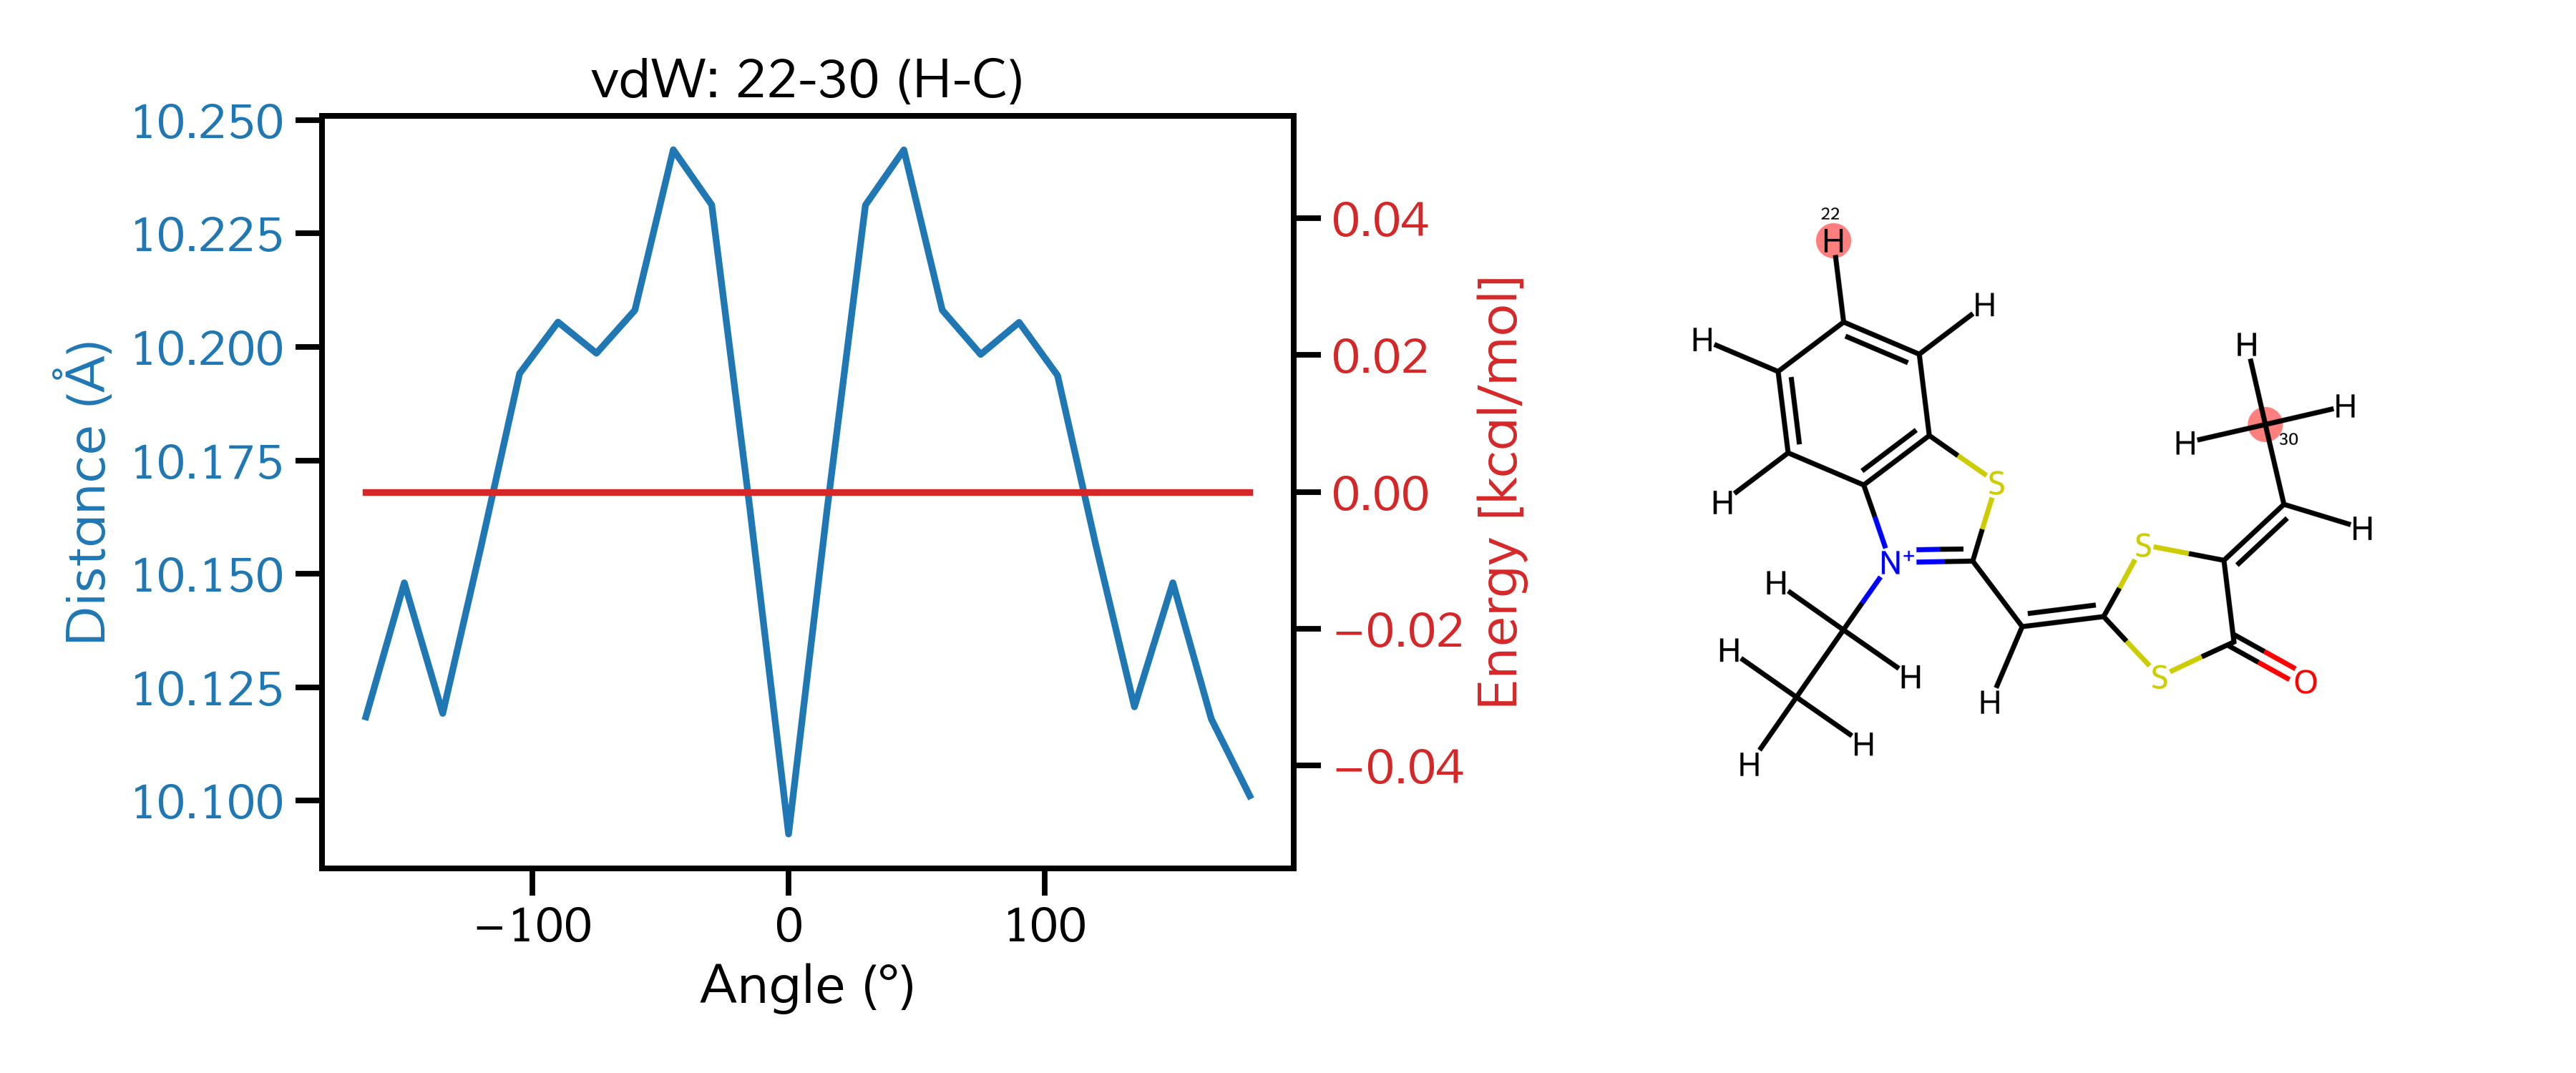 vdW: 22-30 (H-C)
10.250
10.225
10.200
10.175
10.150
10.125
10.100
Distance (Å)
0.04
0.02
0.00
−0.02
−0.04
Energy [kcal/mol]
−100
0
100
Angle (°)
22
H
H
H
H
H
H
H
30
S
H
H
S
N+
H
H
H
S
O
H
H
H